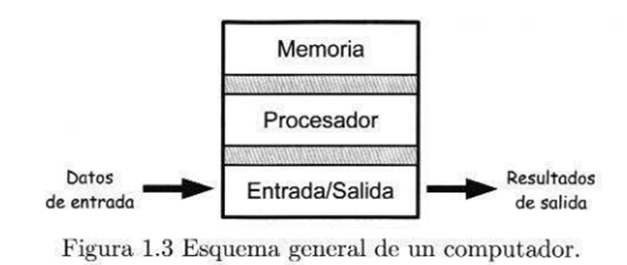 Memoria
Procesador
Datos
de entrada
Entrada/Salida
Resultados
de salida
Figura 1.3 Esquema general de un computador.